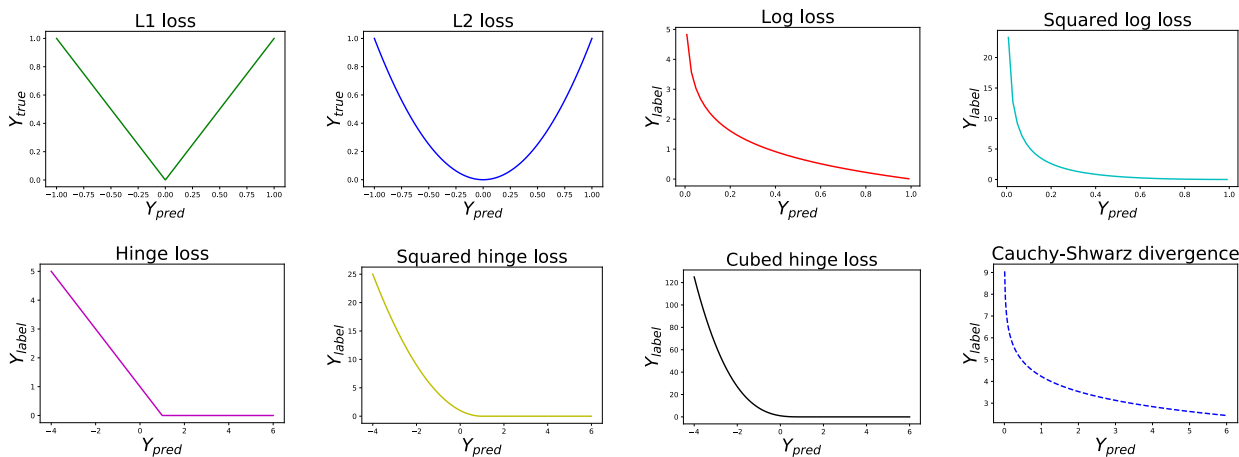 L1 loss
1.0
0.8
0.6
0.4
0.2
0.0
Y_true
−1.00 −0.75 −0.50 −0.25 0.00 0.25 0.50 0.75 1.00
Y_pred
L2 loss
1.0
0.8
0.6
0.4
0.2
0.0
Y_true
−1.00 −0.75 −0.50 −0.25 0.00 0.25 0.50 0.75 1.00
Y_pred
Log loss
5
4
3
2
1
0
Y_label
0.0 0.2 0.4 0.6 0.8 1.0
Y_pred
Squared log loss
20
15
10
5
0
Y_label
0.0 0.2 0.4 0.6 0.8 1.0
Y_pred
Hinge loss
5
4
3
2
1
0
Y_label
−4 −2 0 2 4 6
Y_pred
Squared hinge loss
25
20
15
10
5
0
Y_label
−4 −2 0 2 4 6
Y_pred
Cubed hinge loss
120
100
80
60
40
20
0
Y_label
−4 −2 0 2 4 6
Y_pred
Cauchy-Shwarz divergence
9
8
7
6
5
4
3
Y_label
0 1 2 3 4 5 6
Y_pred